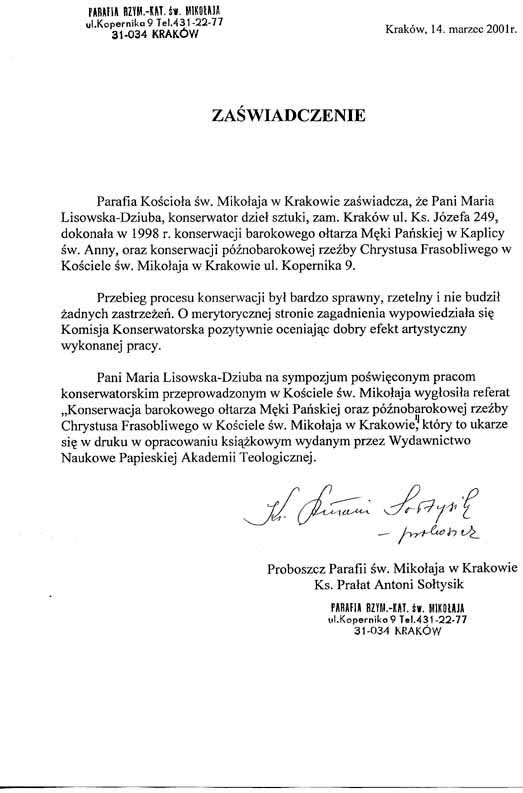 PARAFIA RZYM.-KAT. św. MIKOŁAJA
ul.Kopernika 9 Tel.431-22-77
31-034 KRAKÓW
Kraków, 14. marzec 2001r.
ZAŚWIADCZENIE
Parafia Kościoła św. Mikołaja w Krakowie zaświadcza, że Pani Maria
Lisowska-Dziuba, konserwator dzieł sztuki, zam. Kraków ul. Ks. Józefa 249,
dokonała w 1998 r. konserwacji barokowego ołtarza Męki Pańskiej w Kaplicy
św. Anny, oraz konserwacji późnobarokowej rzeźby Chrystusa Frasobliwego w
Kościele św. Mikołaja w Krakowie ul. Kopernika 9.
Przebieg procesu konserwacji był bardzo sprawny, rzetelny i nie budził
żadnych zastrzeżeń. O merytorycznej stronie zagadnienia wypowiedziała się
Komisja Konserwatorska pozytywnie oceniając dobry efekt artystyczny
wykonanej pracy.
Pani Maria Lisowska-Dziuba na sympozjum poświęconym pracom
konserwatorskim przeprowadzonym w Kościele św. Mikołaja wygłosiła referat
„Konserwacja barokowego ołtarza Męki Pańskiej oraz późnobarokowej rzeźby
Chrystusa Frasobliwego w Kościele św. Mikołaja w Krakowie”, który to ukarze
się w druku w opracowaniu książkowym wydanym przez Wydawnictwo
Naukowe Papieskiej Akademii Teologicznej.
Ks. Antoni Sołtysik
- proboszcz
Proboszcz Parafii św. Mikołaja w Krakowie
Ks. Prałat Antoni Sołtysik
PARAFIA RZYM.-KAT. św. MIKOŁAJA
ul.Kopernika 9 Tel.431-22-77
31-034 KRAKÓW